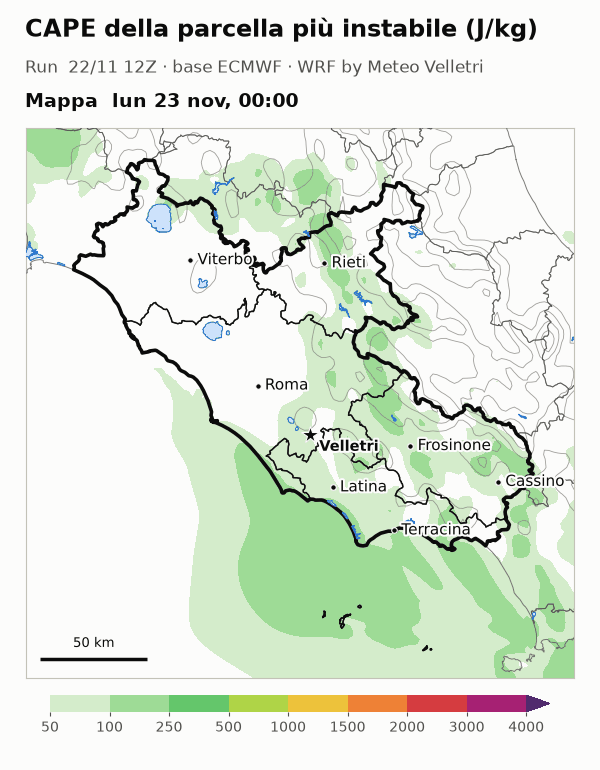 CAPE della parcella più instabile (J/kg)
Run 22/11 12Z · base ECMWF · WRF by Meteo Velletri
Mappa lun 23 nov, 00:00
Viterbo
Rieti
Roma
Velletri
Frosinone
Latina
Cassino
Terracina
50 km
50 100 250 500 1000 1500 2000 3000 4000